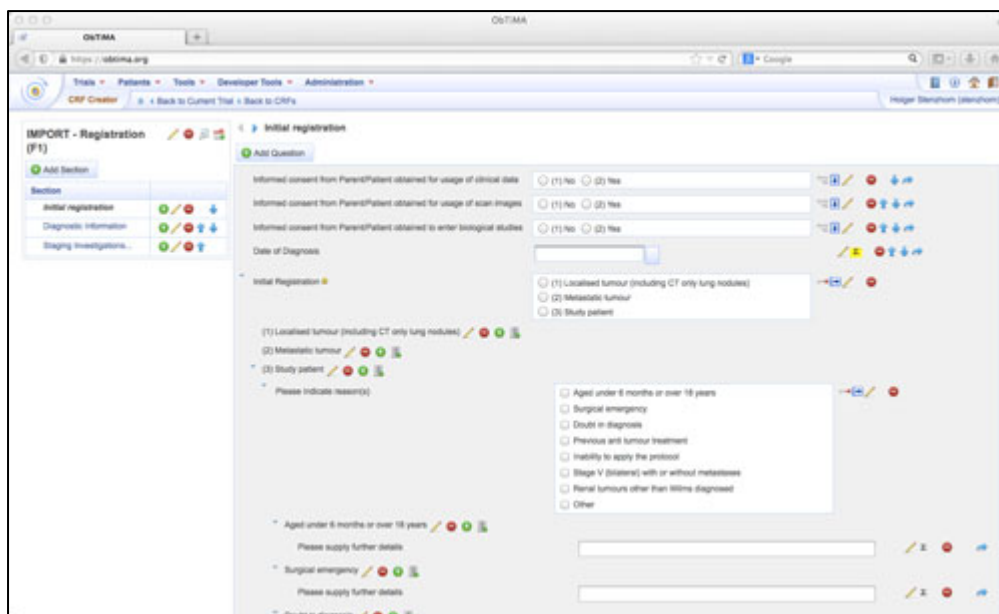 ObTiMA
ObTiMA
https://obtima.org
Google
Trials Patients Tools Developer Tools Administration
CRF Creator Back to Current Trial Back to CRFs
Holger Stenzhorn (stenzhorn)
IMPORT - Registration (F1)
Add Section
Section
Initial registration
Diagnostic Information
Staging Investigations...
Initial registration
Add Question
Informed consent from Parent/Patient obtained for usage of clinical data
(1) No (2) Yes
Informed consent from Parent/Patient obtained for usage of scan images
(1) No (2) Yes
Informed consent from Parent/Patient obtained to enter biological studies
(1) No (2) Yes
Date of Diagnosis
Initial Registration
(1) Localised tumour (including CT only lung nodules)
(2) Metastatic tumour
(3) Study patient
(1) Localised tumour (including CT only lung nodules)
(2) Metastatic tumour
(3) Study patient
Please indicate reason(s)
Aged under 6 months or over 18 years
Surgical emergency
Doubt in diagnosis
Previous anti tumour treatment
Inability to apply the protocol
Stage V (bilateral) with or without metastases
Renal tumours other than Wilms diagnosed
Other
Aged under 6 months or over 18 years
Please supply further details
Surgical emergency
Please supply further details
Doubt in diagnosis